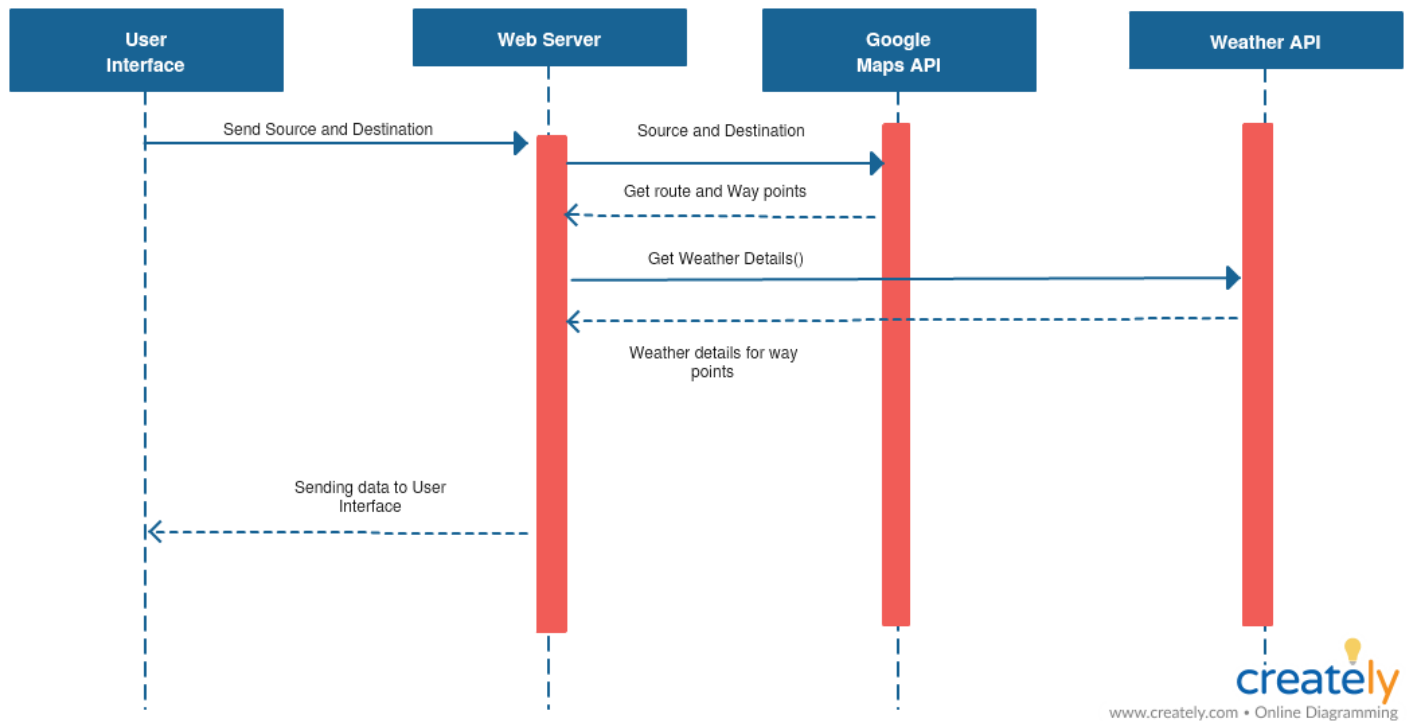 User
Interface
Web Server
Google
Maps API
Weather API
Send Source and Destination
Source and Destination
Get route and Way points
Get Weather Details()
Weather details for way
points
Sending data to User
Interface
creately
www.creately.com • Online Diagramming